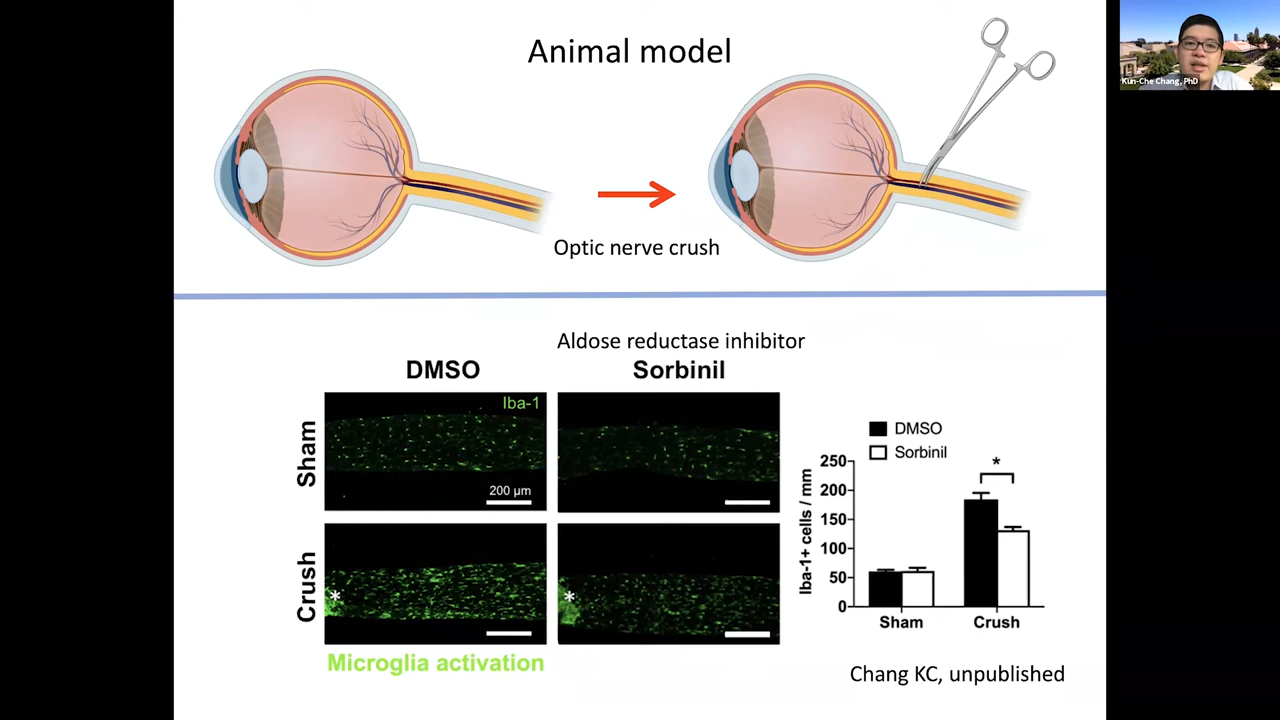 Animal model
Kun-Che Chang, PhD
Optic nerve crush
Aldose reductase inhibitor
DMSO
Sorbinil
Sham
Iba-1
200 µm
Crush
*
*
Microglia activation
DMSO
Sorbinil
*
Iba-1+ cells / mm
250
200
150
100
50
0
Sham
Crush
Chang KC, unpublished